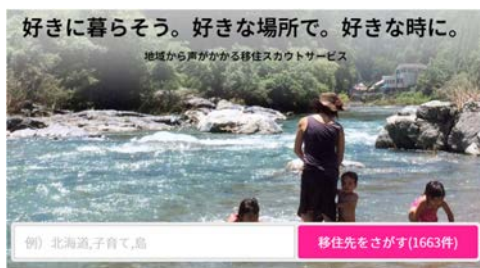 好きに暮らそう。好きな場所で。好きな時に。
地域から声がかかる移住スカウトサービス
例）北海道,子育て,島
移住先をさがす(1663件)